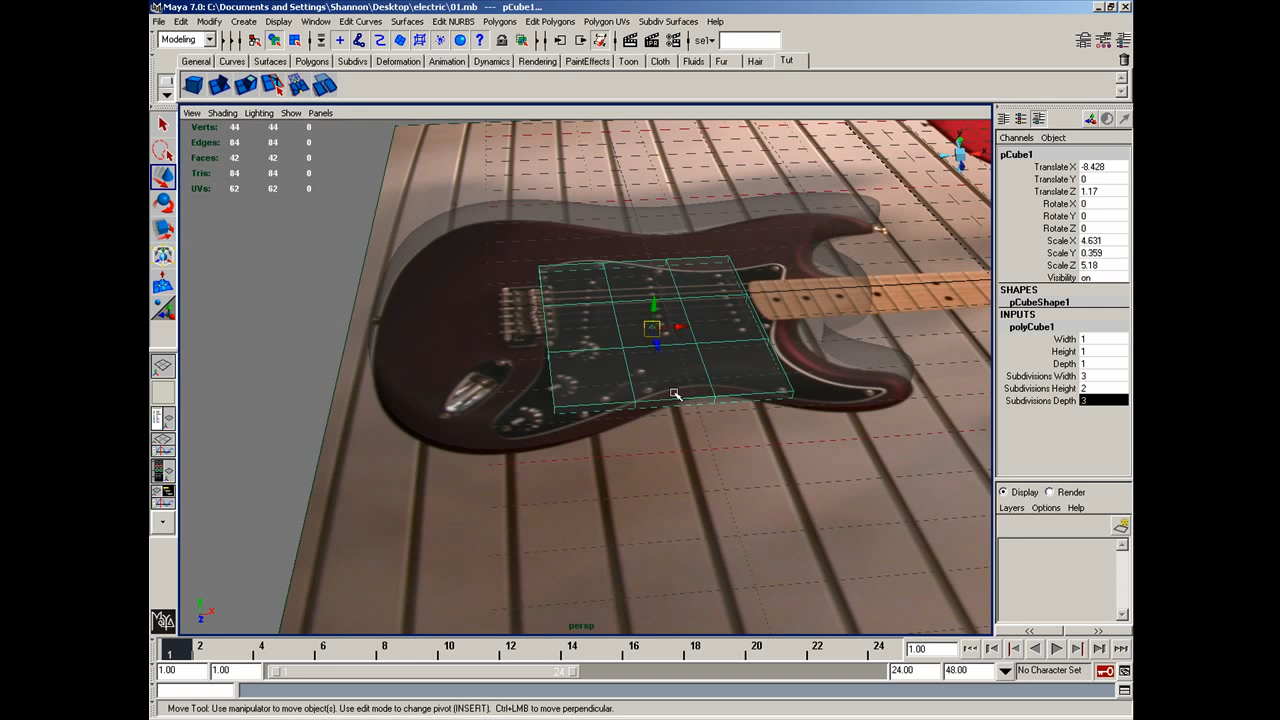 Maya 7.0: C:\Documents and Settings\Shannon\Desktop\electric\01.mb --- pCube1...
File Edit Modify Create Display Window Edit Curves Surfaces Edit NURBS Polygons Edit Polygons Polygon UVs Subdiv Surfaces Help
Modeling sel
General Curves Surfaces Polygons Subdivs Deformation Animation Dynamics Rendering PaintEffects Toon Cloth Fluids Fur Hair Tut
View Shading Lighting Show Panels
Verts: 44 44 0
Edges: 84 84 0
Faces: 42 42 0
Tris: 84 84 0
UVs: 62 62 0
persp
Channels Object
pCube1
Translate X -8.428
Translate Y 0
Translate Z 1.17
Rotate X 0
Rotate Y 0
Rotate Z 0
Scale X 4.631
Scale Y 0.359
Scale Z 5.18
Visibility on
SHAPES
pCubeShape1
INPUTS
polyCube1
Width 1
Height 1
Depth 1
Subdivisions Width 3
Subdivisions Height 2
Subdivisions Depth 3
Display Render
Layers Options Help
<< >>
1 2 4 6 8 10 12 14 16 18 20 22 24 1.00
1.00 1.00 1 24 24.00 48.00 No Character Set
Move Tool: Use manipulator to move object(s). Use edit mode to change pivot (INSERT). Ctrl+LMB to move perpendicular.